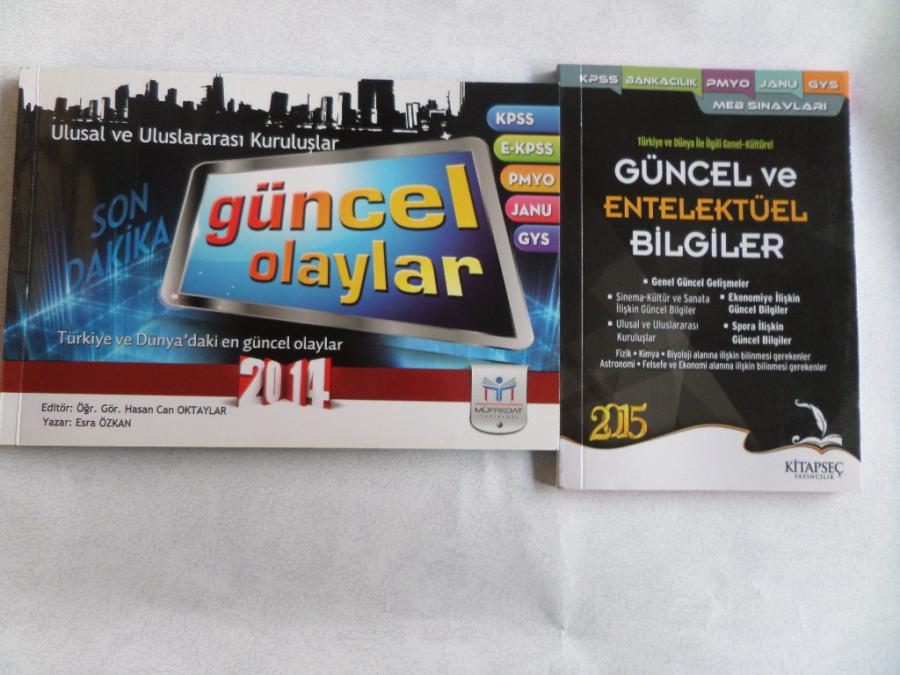 Ulusal ve Uluslararası Kuruluşlar
SON
DAKİKA
güncel
olaylar
KPSS
E-KPSS
PMYO
JANU
GYS
Türkiye ve Dünya'daki en güncel olaylar
2014
Editör: Öğr. Gör. Hasan Can OKTAYLAR
Yazar: Esra ÖZKAN
MÜFREDAT
YAYINLARI
KPSS BANKACILIK PMYO JANU GYS
MEB SINAVLARI
Türkiye ve Dünya İle İlgili Genel-Kültürel
GÜNCEL ve
ENTELEKTÜEL
BİLGİLER
▪ Genel Güncel Gelişmeler
▪ Sinema-Kültür ve Sanata
İlişkin Güncel Bilgiler
▪ Ulusal ve Uluslararası
Kuruluşlar
▪ Ekonomiye İlişkin
Güncel Bilgiler
▪ Spora İlişkin
Güncel Bilgiler
Fizik • Kimya • Biyoloji alanına ilişkin bilinmesi gerekenler
Astronomi • Felsefe ve Ekonomi alanına ilişkin bilinmesi gerekenler
2015
KİTAPSEÇ
YAYINCILIK